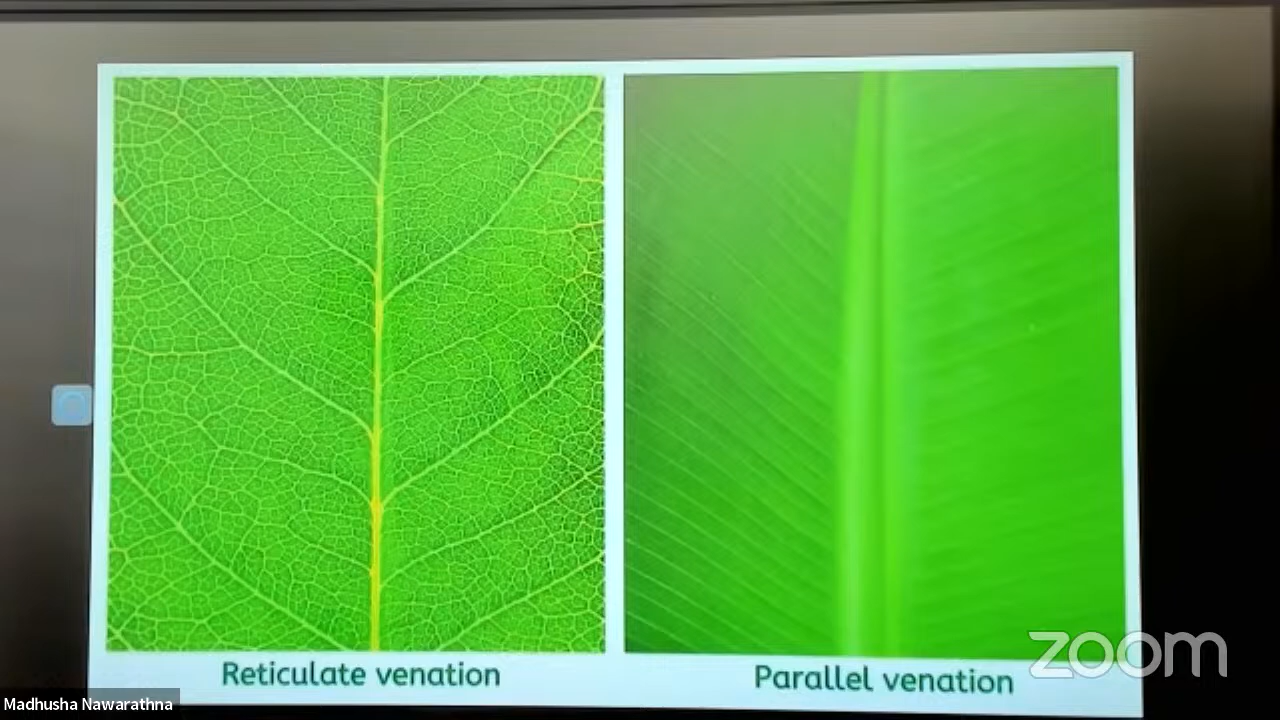 Reticulate venation
Parallel venation
zoom
Madhusha Nawarathna